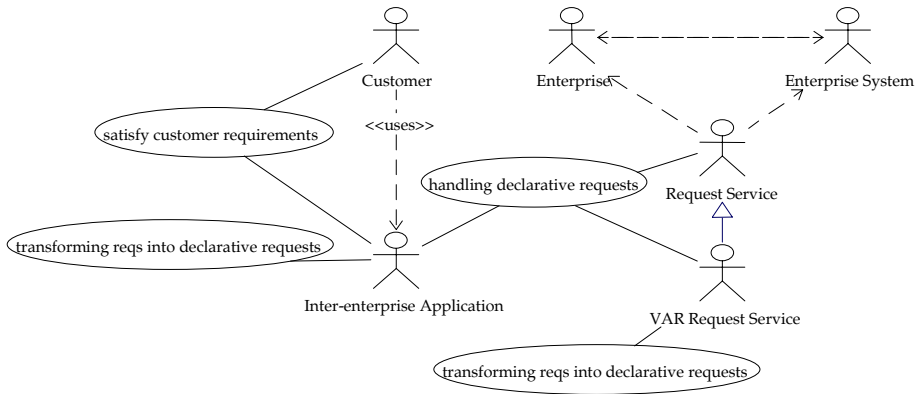 Customer
Enterprise
Enterprise System
satisfy customer requirements
<<uses>>
handling declarative requests
Request Service
transforming reqs into declarative requests
Inter-enterprise Application
VAR Request Service
transforming reqs into declarative requests